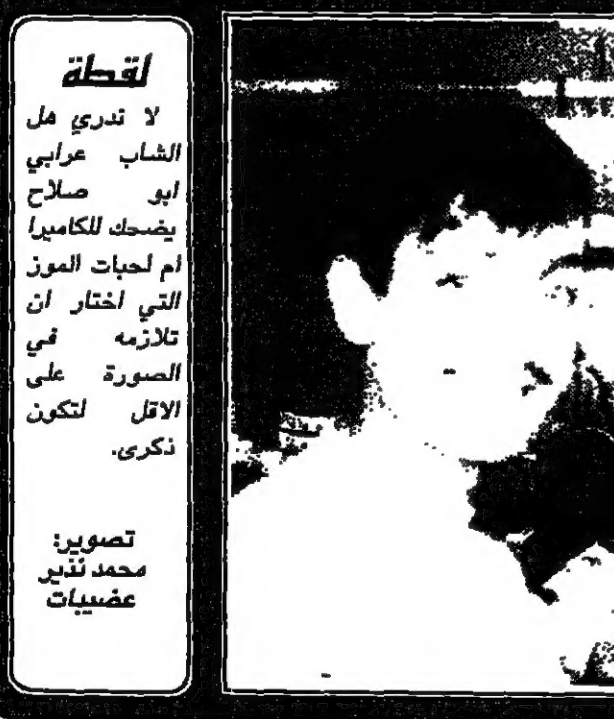 لقطة
لا ندري هل
الشاب عرابي
ابو صلاح
يضحك للكاميرا
ام لحبات الموز
التي اختار ان
تلازمه في
الصورة على
الاقل لتكون
ذكرى.
تصوير:
محمد نذير
عضيبات